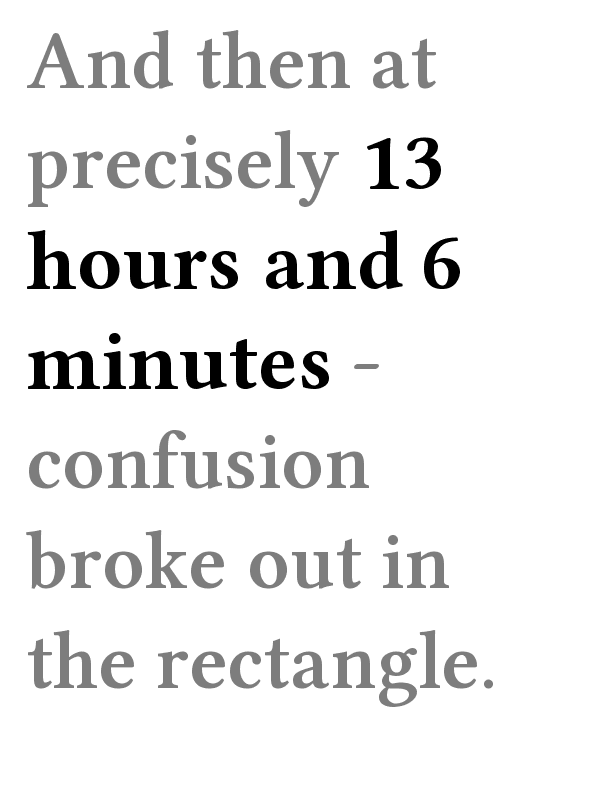 And then at
precisely 13
hours and 6
minutes -
confusion
broke out in
the rectangle.